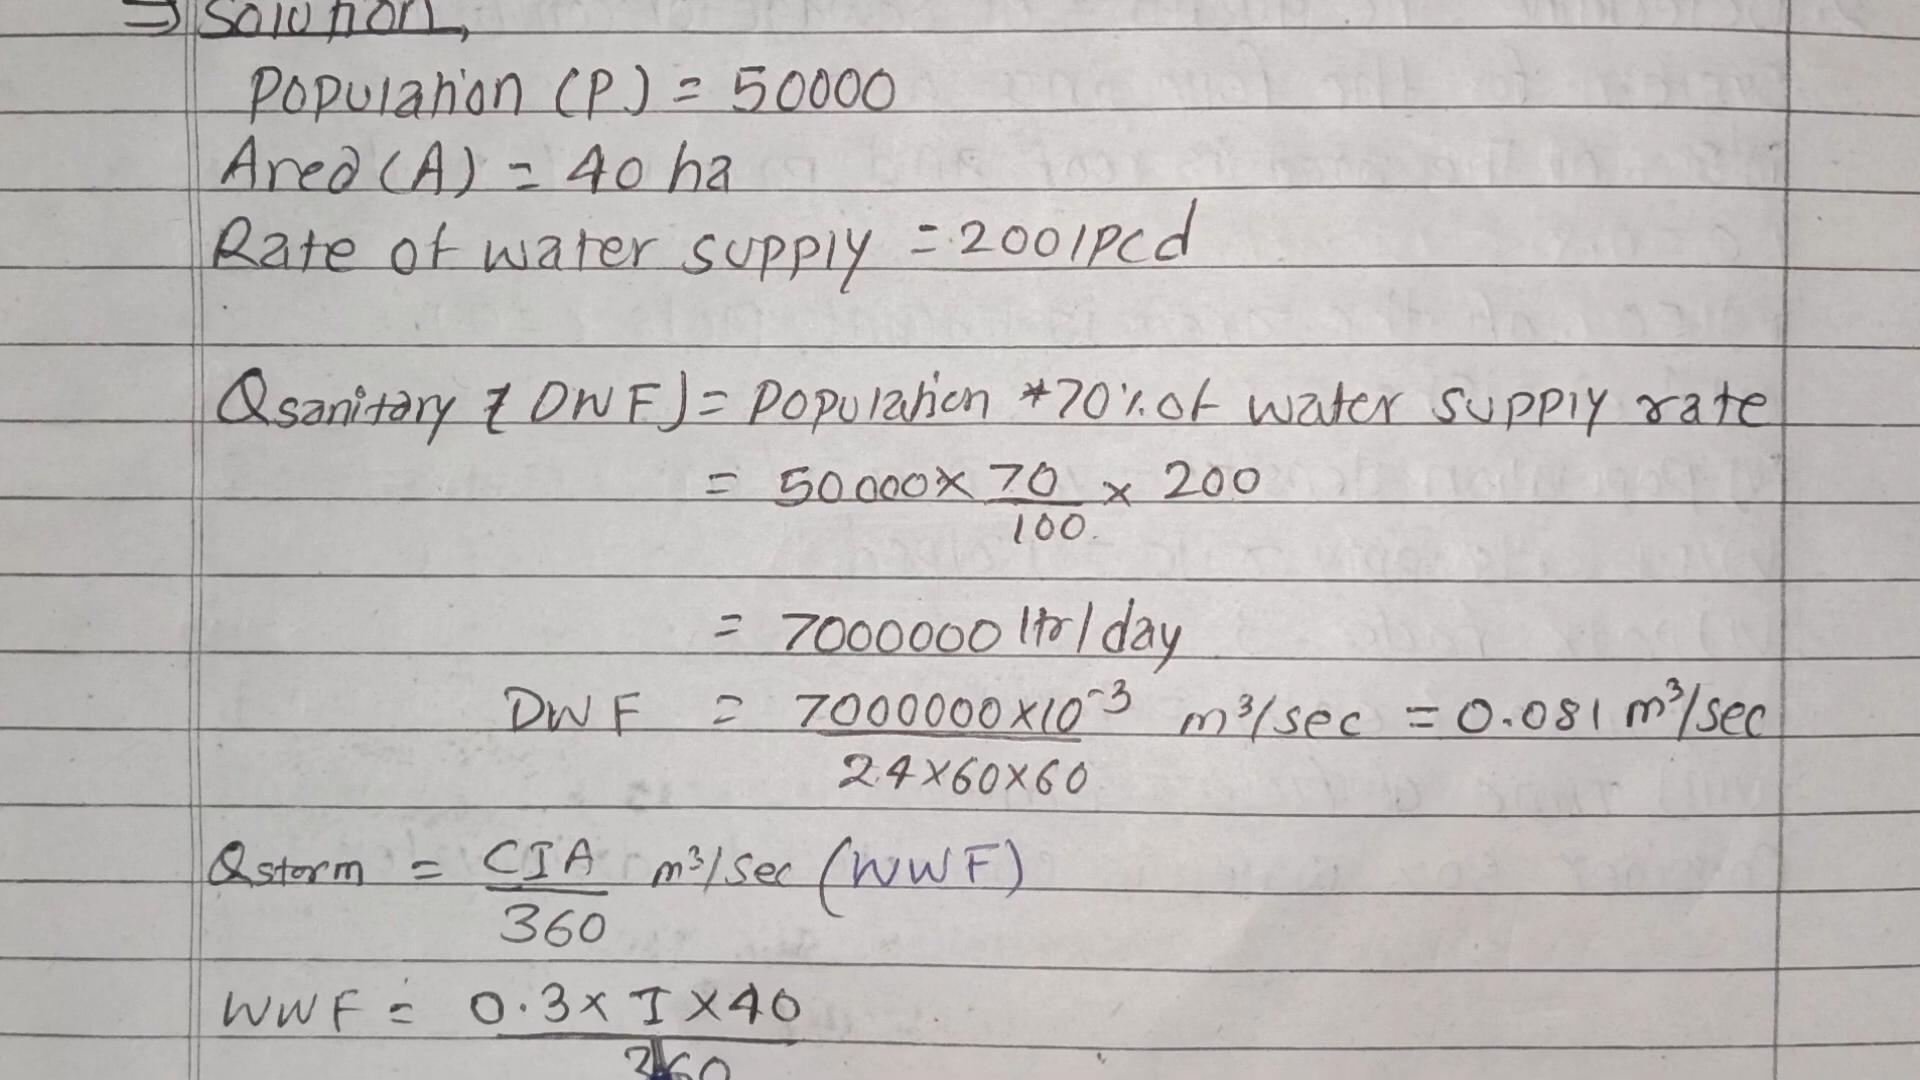 ⇒ Solution,
Population (P) = 50000
Area (A) = 40 ha
Rate of water supply = 200 lpcd
Qsanitary {DWF} = Population * 70% of water supply rate
= 50000 × 70/100 × 200
= 7000000 ltr/day
DWF = 7000000×10⁻³/24×60×60 m³/sec = 0.081 m³/sec
Qstorm = CIA/360 m³/sec (WWF)
WWF = 0.3 × I × 40/360